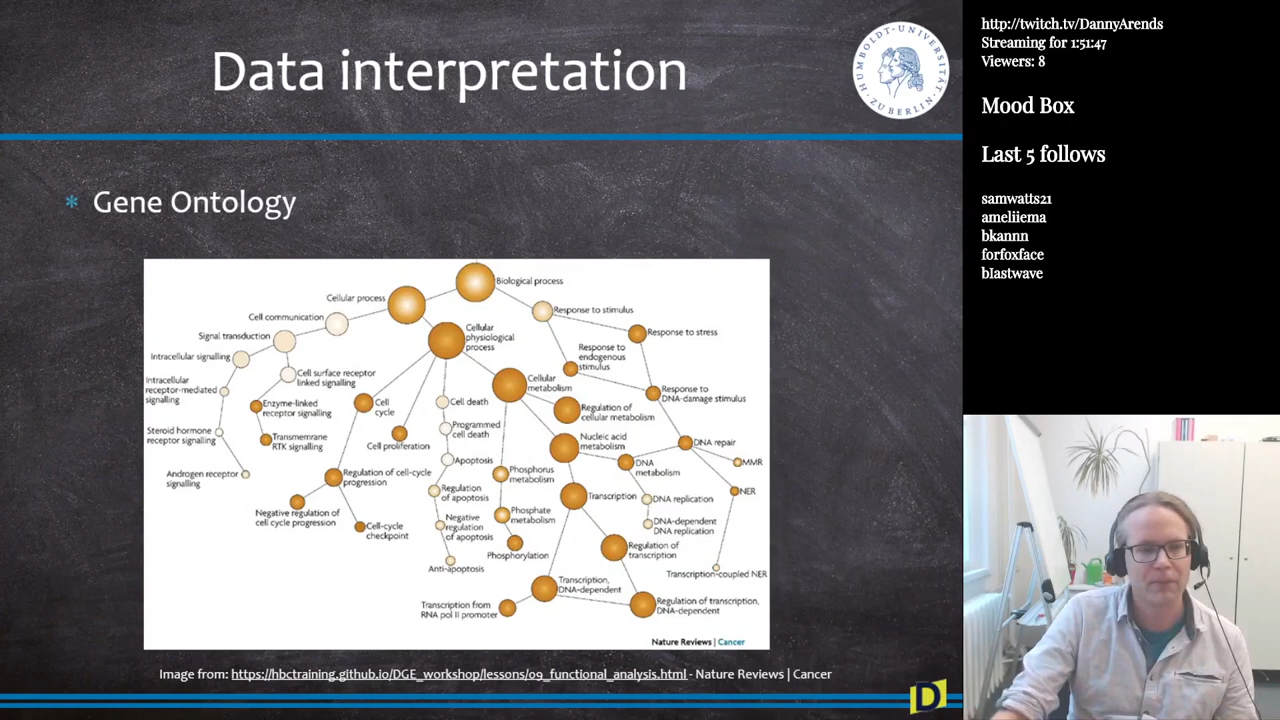 Data interpretation
HUMBOLDT-UNIVERSITÄT
ZU BERLIN
* Gene Ontology
Biological process
Cellular process
Cell communication
Signal transduction
Intracellular signalling
Intracellular
receptor-mediated
signalling
Steroid hormone
receptor signalling
Androgen receptor
signalling
Cell surface receptor
linked signalling
Enzyme-linked
receptor signalling
Transmemrane
RTK signalling
Cellular
physiological
process
Cell
cycle
Cell proliferation
Regulation of cell-cycle
progression
Negative regulation of
cell cycle progression
Cell-cycle
checkpoint
Cell death
Programmed
cell death
Apoptosis
Regulation
of apoptosis
Negative
regulation
of apoptosis
Anti-apoptosis
Cellular
metabolism
Regulation of
cellular metabolism
Nucleic acid
metabolism
Phosphorus
metabolism
Phosphate
metabolism
Phosphorylation
Transcription
Regulation of
transcription
Transcription,
DNA-dependent
Transcription from
RNA pol II promoter
Regulation of transcription,
DNA-dependent
Response to stimulus
Response to
endogenous
stimulus
Response to stress
Response to
DNA-damage stimulus
DNA repair
DNA
metabolism
MMR
NER
DNA replication
DNA-dependent
DNA replication
Transcription-coupled NER
Nature Reviews | Cancer
Image from: https://hbctraining.github.io/DGE_workshop/lessons/09_functional_analysis.html - Nature Reviews | Cancer
D
http://twitch.tv/DannyArends
Streaming for 1:51:47
Viewers: 8
Mood Box
Last 5 follows
samwatts21
ameliiema
bkannn
forfoxface
blastwave